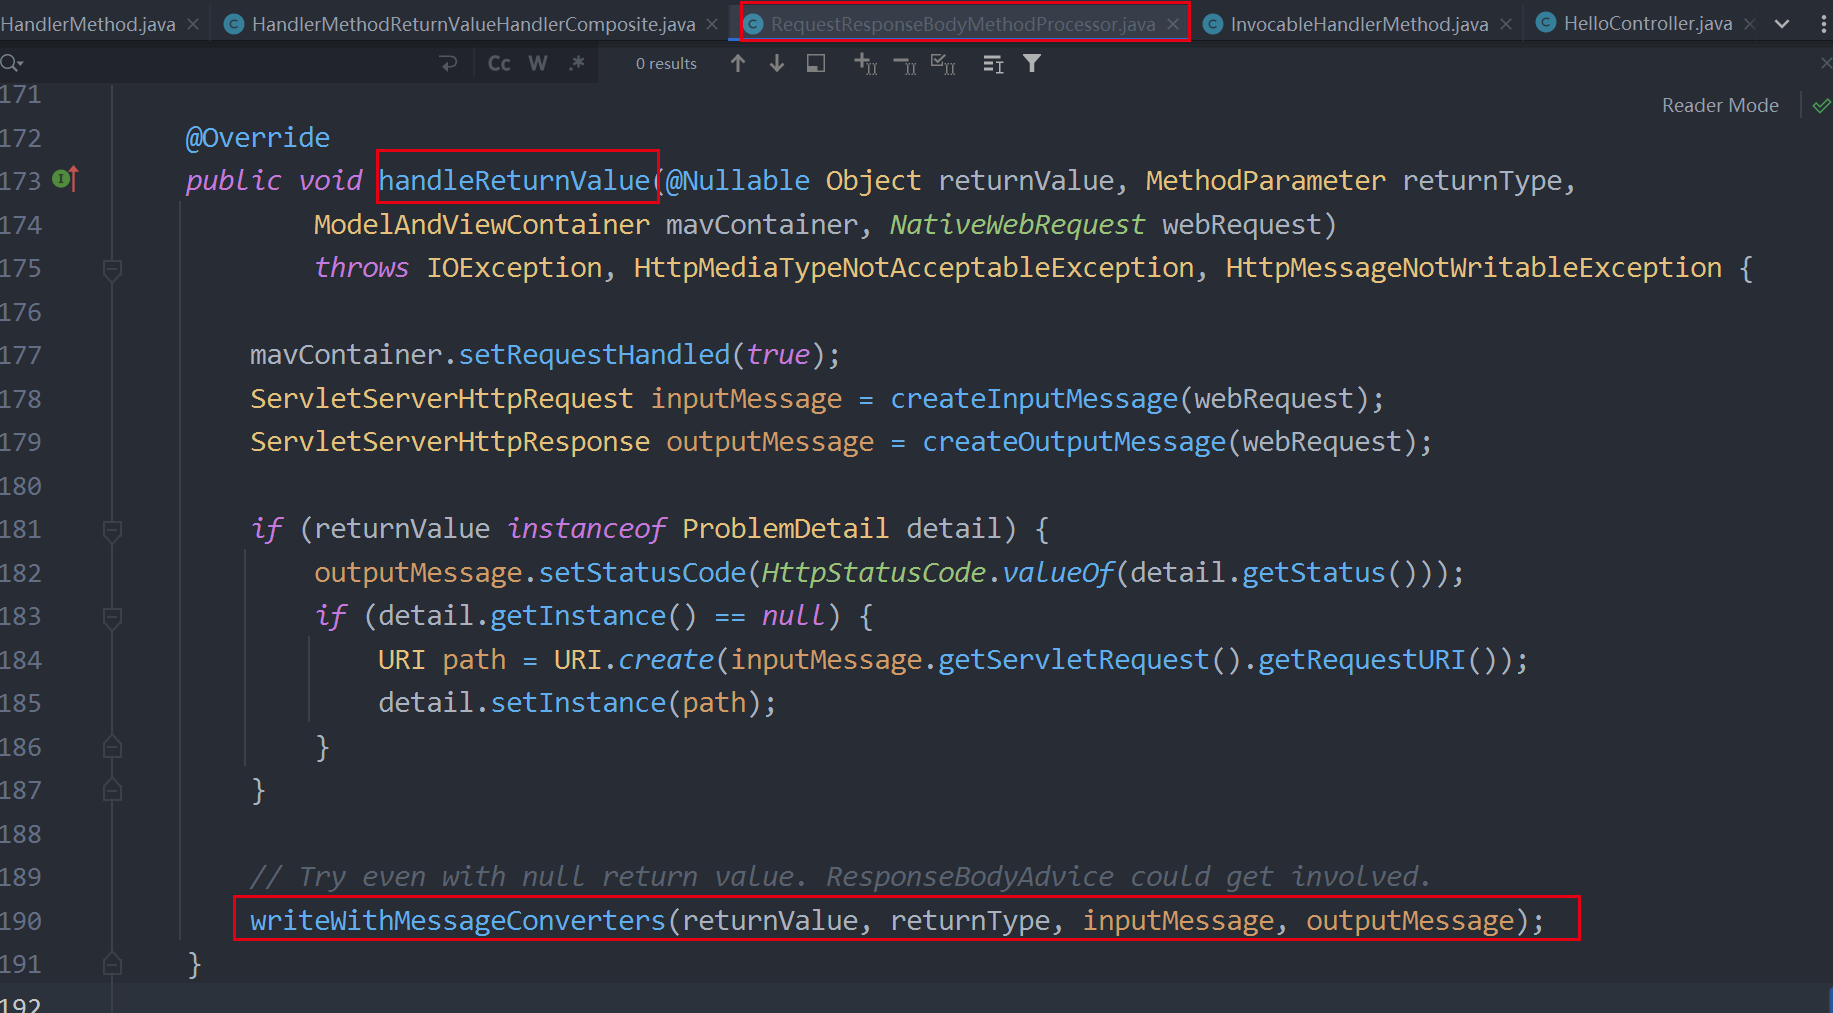 HandlerMethod.java HandlerMethodReturnValueHandlerComposite.java RequestResponseBodyMethodProcessor.java InvocableHandlerMethod.java HelloController.java
Cc W .* 0 results
Reader Mode
171
172 @Override
173 public void handleReturnValue(@Nullable Object returnValue, MethodParameter returnType,
174 ModelAndViewContainer mavContainer, NativeWebRequest webRequest)
175 throws IOException, HttpMediaTypeNotAcceptableException, HttpMessageNotWritableException {
176
177 mavContainer.setRequestHandled(true);
178 ServletServerHttpRequest inputMessage = createInputMessage(webRequest);
179 ServletServerHttpResponse outputMessage = createOutputMessage(webRequest);
180
181 if (returnValue instanceof ProblemDetail detail) {
182 outputMessage.setStatusCode(HttpStatusCode.valueOf(detail.getStatus()));
183 if (detail.getInstance() == null) {
184 URI path = URI.create(inputMessage.getServletRequest().getRequestURI());
185 detail.setInstance(path);
186 }
187 }
188
189 // Try even with null return value. ResponseBodyAdvice could get involved.
190 writeWithMessageConverters(returnValue, returnType, inputMessage, outputMessage);
191 }
192